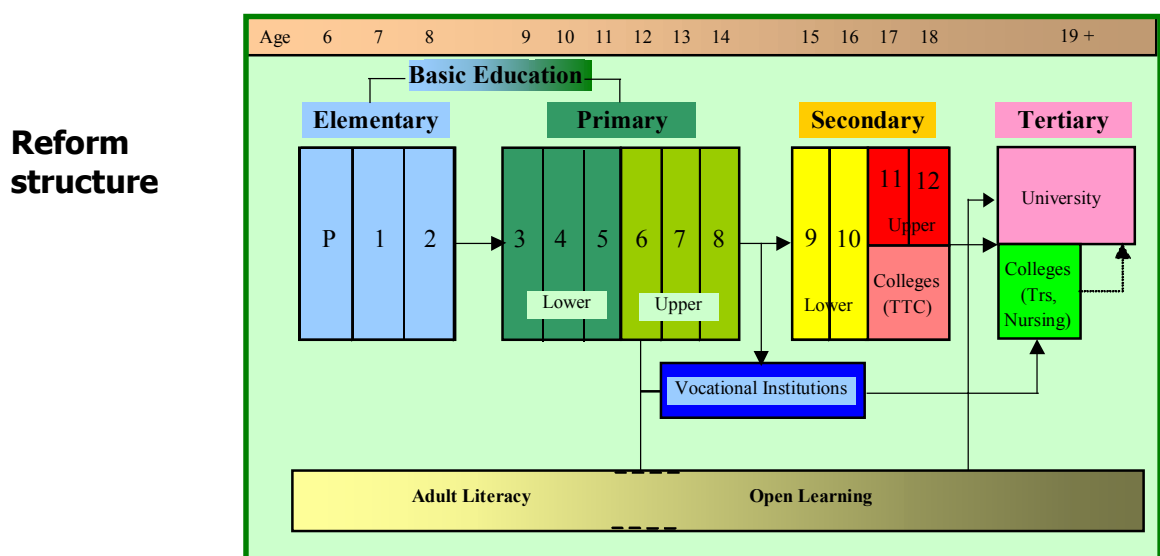 Age 6 7 8 9 10 11 12 13 14 15 16 17 18 19 +
Basic Education
Elementary Primary Secondary Tertiary
Reform
structure
P 1 2 3 4 5 6 7 8 9 10 11 12
University
Upper
Lower Upper Lower
Colleges
(TTC)
Colleges
(Trs,
Nursing)
Vocational Institutions
Adult Literacy Open Learning